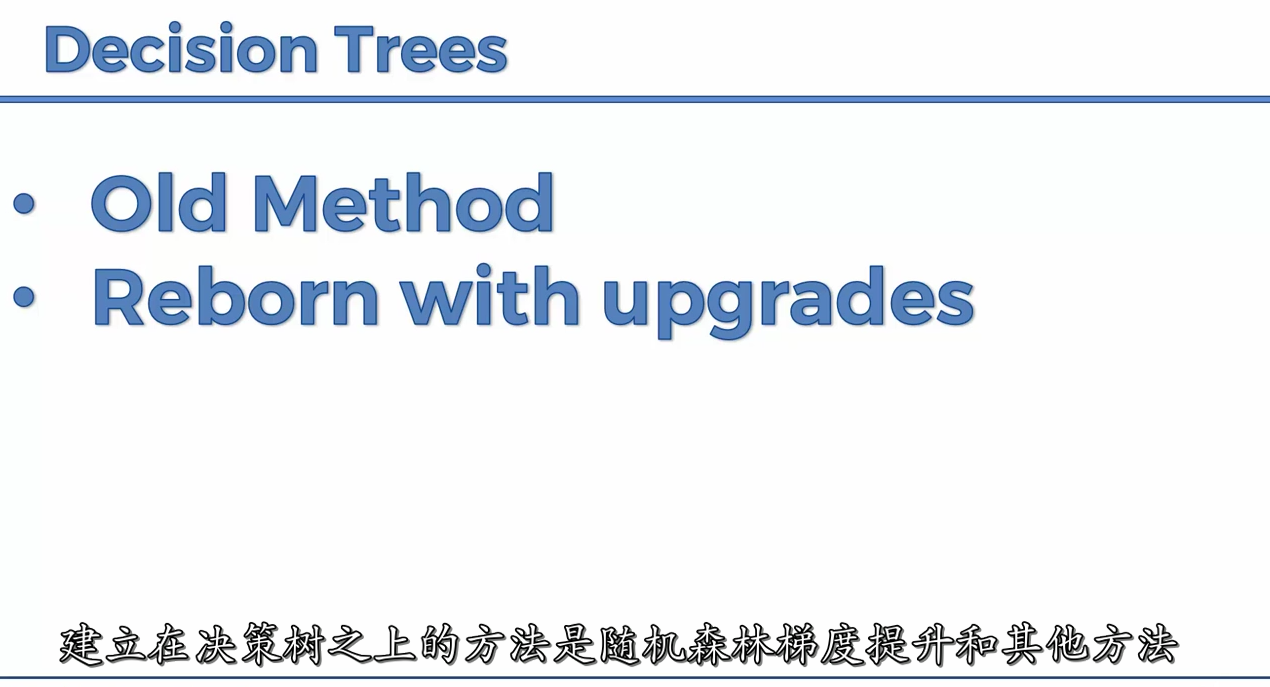 Decision Trees
• Old Method
• Reborn with upgrades
建立在决策树之上的方法是随机森林梯度提升和其他方法